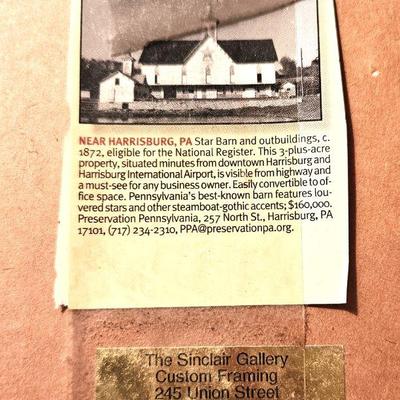 NEAR HARRISBURG, PA Star Barn and outbuildings, c.
1872, eligible for the National Register. This 3-plus-acre
property, situated minutes from downtown Harrisburg and
Harrisburg International Airport, is visible from highway and
a must-see for any business owner. Easily convertible to of-
fice space. Pennsylvania's best-known barn features lou-
vered stars and other steamboat-gothic accents; $160,000.
Preservation Pennsylvania, 257 North St., Harrisburg, PA
17101, (717) 234-2310, PPA@preservationpa.org.
The Sinclair Gallery
Custom Framing
245 Union Street